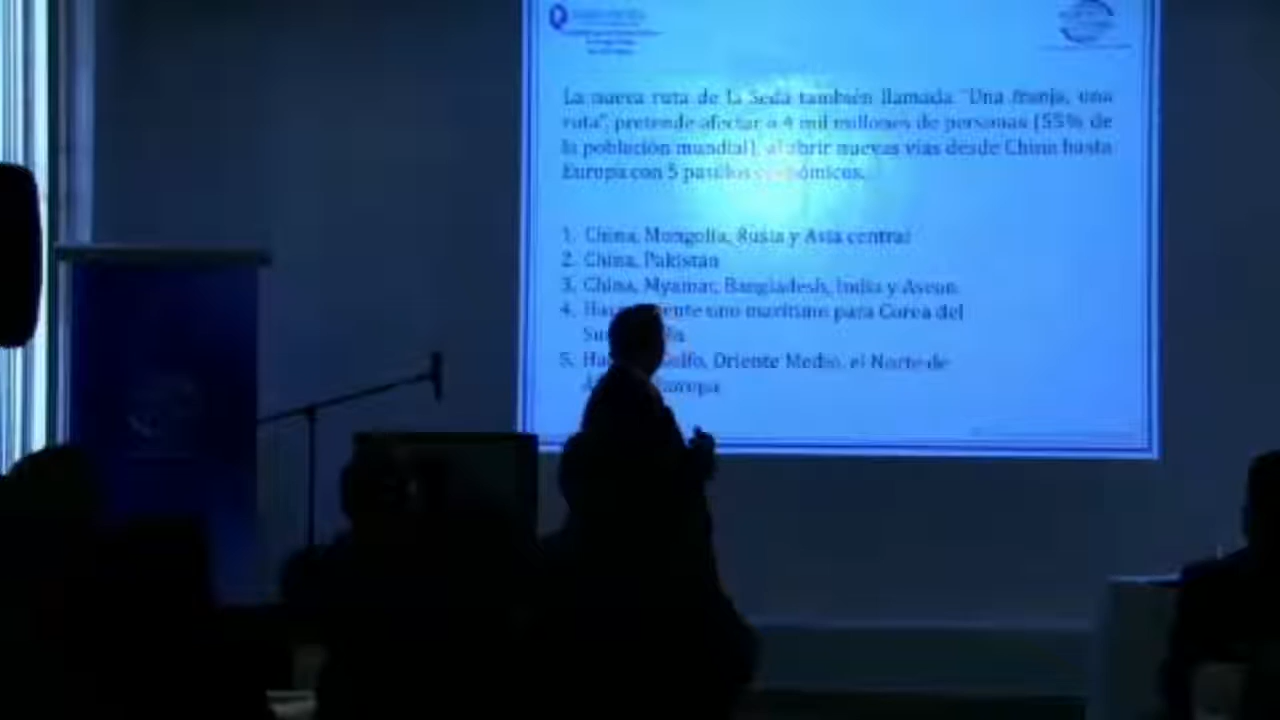 La nueva ruta de la Seda también llamada "Una franja, una
ruta", pretende afectar a 4 mil millones de personas (55% de
la población mundial), al abrir nuevas vías desde China hasta
Europa con 5 pasillos económicos.
1. China, Mongolia, Rusia y Asia central
2. China, Pakistán
3. China, Myamar, Bangladesh, India y Asean
4. uno marítimo para Corea del
5. Golfo, Oriente Medio, el Norte de
Europa